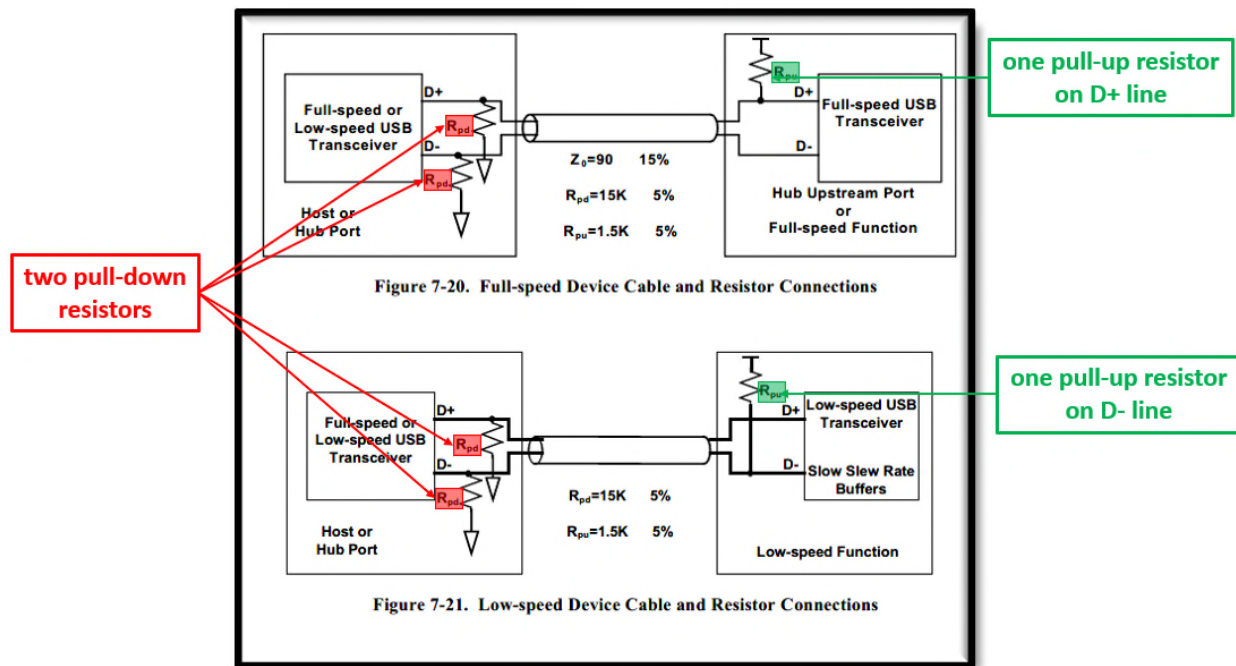 one pull-up resistor
on D+ line
Rpu
D+
D+
Full-speed or
Low-speed USB
Transceiver
Rpd
Full-speed USB
Transceiver
D-
D-
Z0=90 15%
Rpd
Rpd=15K 5%
Hub Upstream Port
or
Full-speed Function
Host or
Hub Port
Rpu=1.5K 5%
two pull-down
resistors
Figure 7-20. Full-speed Device Cable and Resistor Connections
one pull-up resistor
on D- line
Rpu
D+
D+
Full-speed or
Low-speed USB
Transceiver
Rpd
Low-speed USB
Transceiver
D-
D-
Slow Slew Rate
Buffers
Rpd
Rpd=15K 5%
Host or
Hub Port
Rpu=1.5K 5%
Low-speed Function
Figure 7-21. Low-speed Device Cable and Resistor Connections